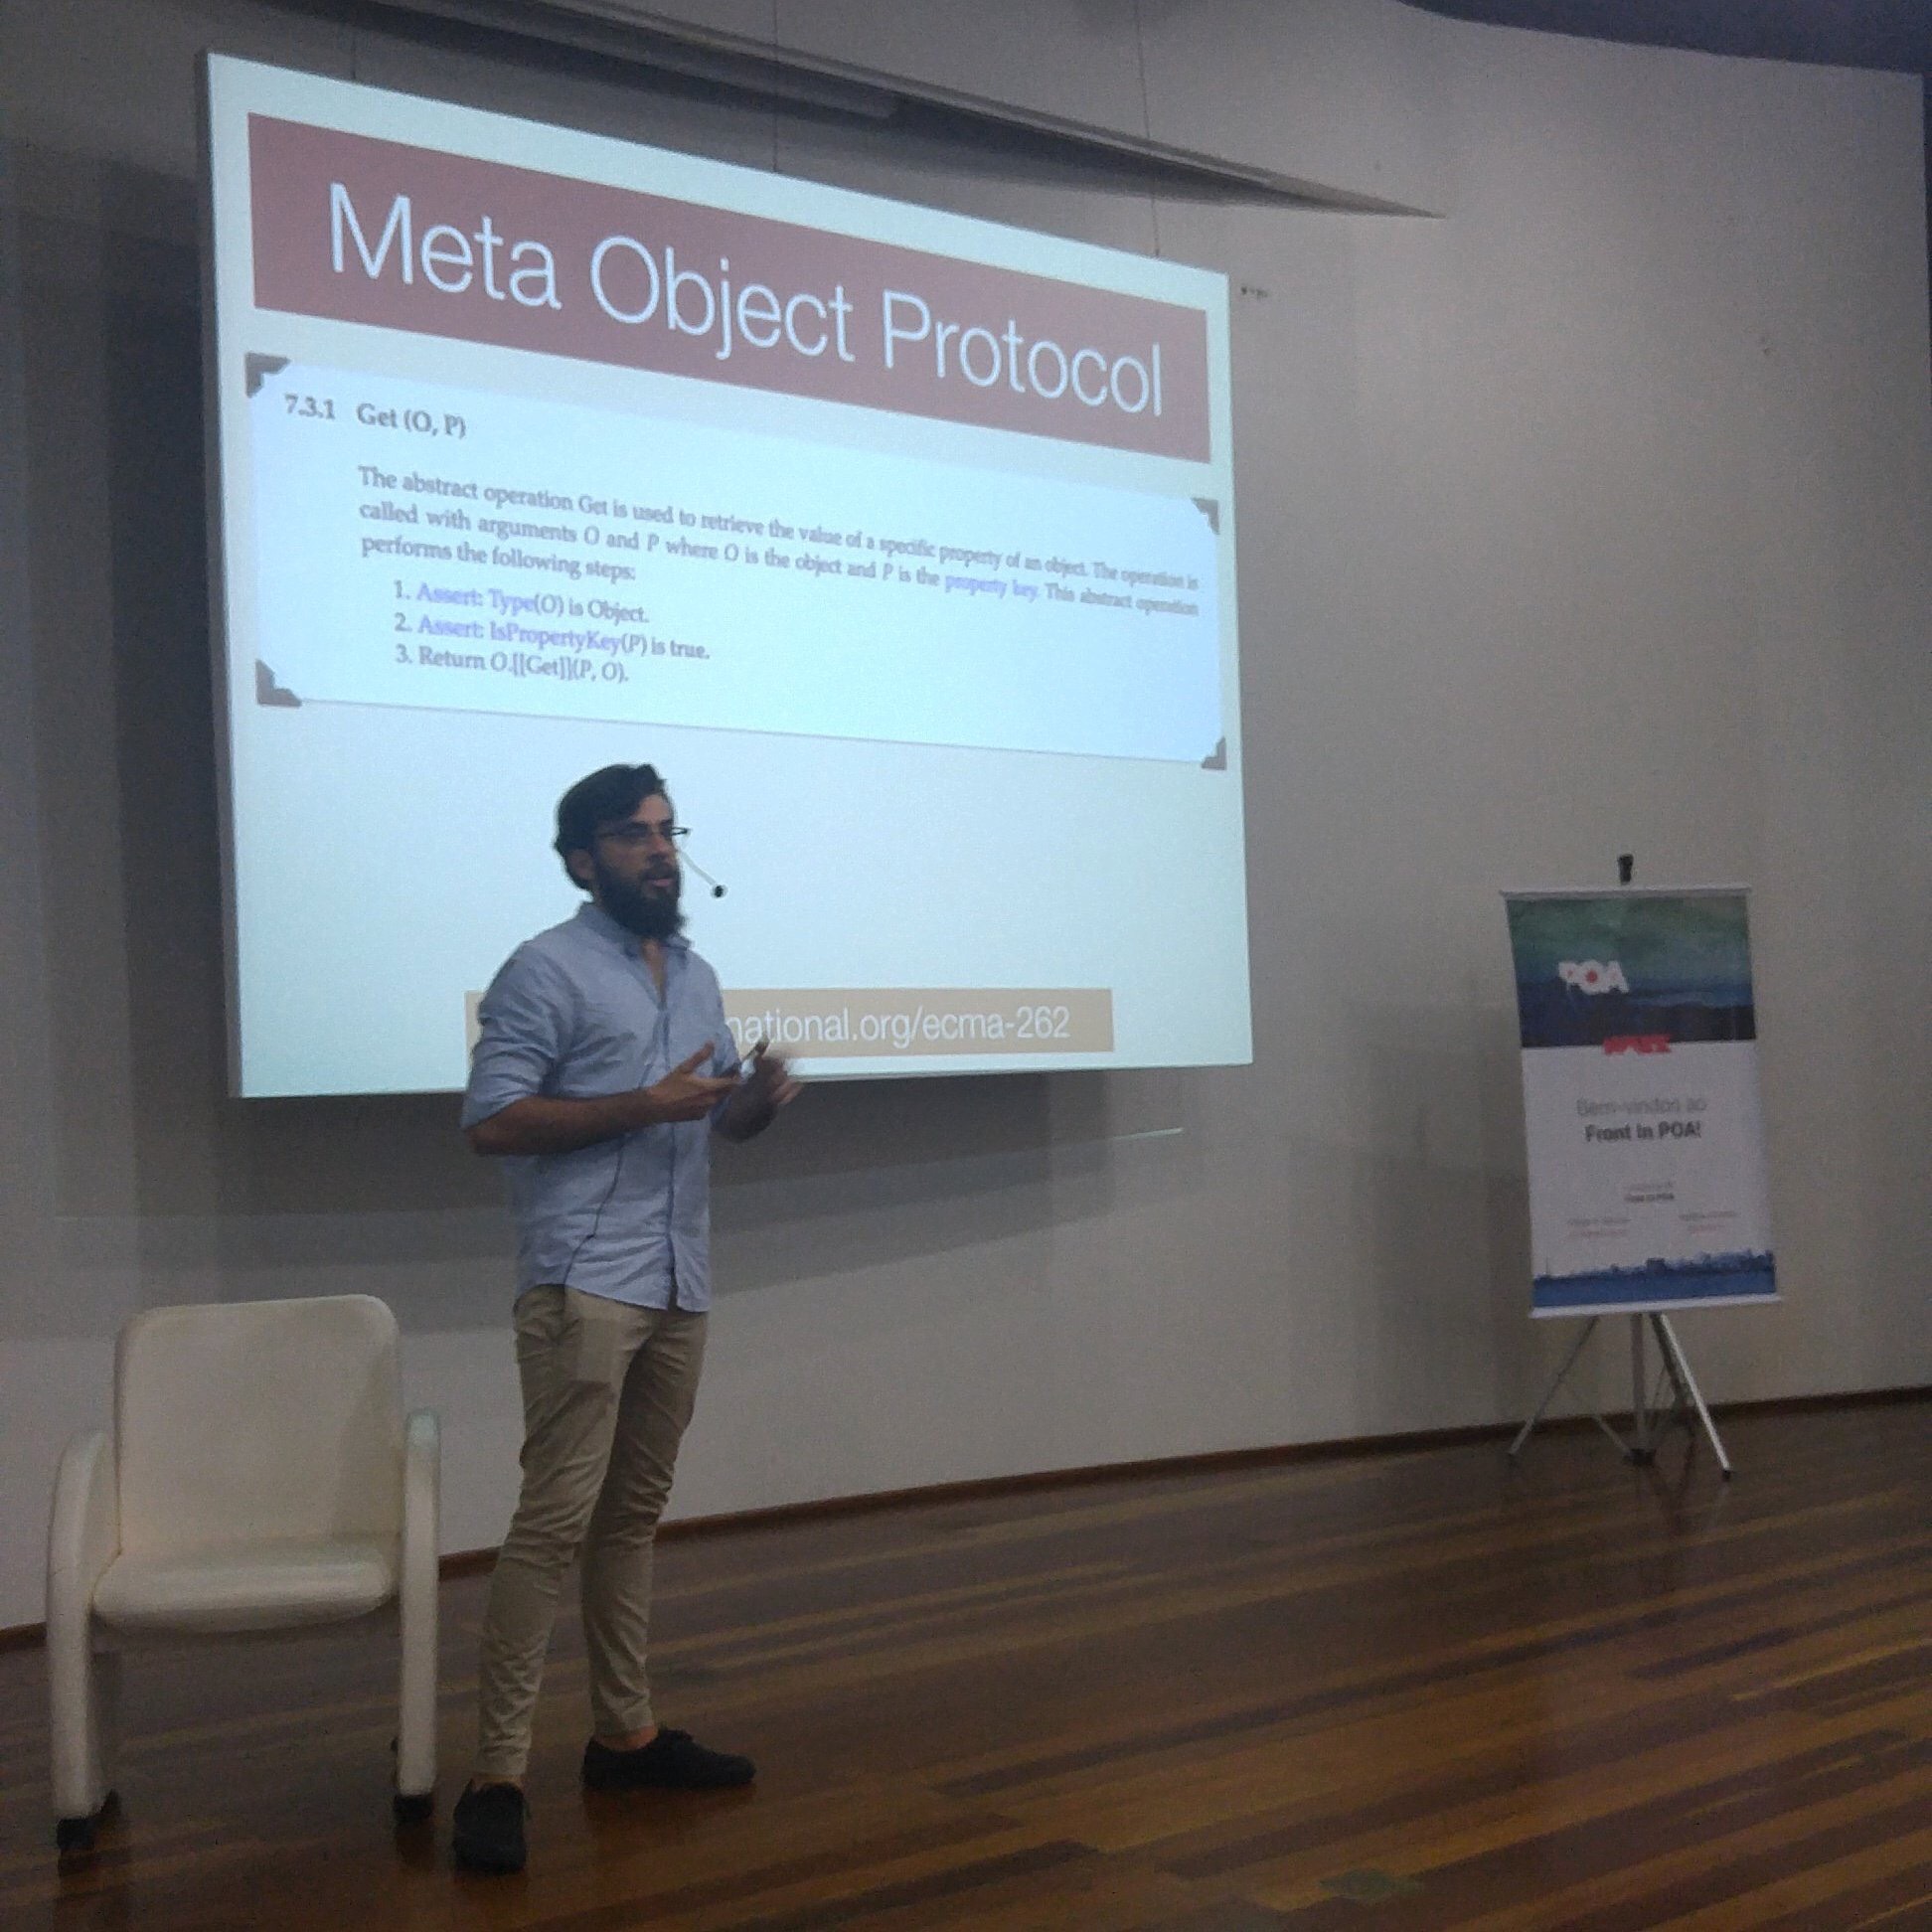 Meta Object Protocol
7.3.1 Get (O, P)
The abstract operation Get is used to retrieve the value of a specific property of an object. The operation is
called with arguments O and P where O is the object and P is the property key. This abstract operation
performs the following steps:
1. Assert: Type(O) is Object.
2. Assert: IsPropertyKey(P) is true.
3. Return O.[[Get]](P, O).
national.org/ecma-262
POA
Bem-vindos ao
Front in POA!